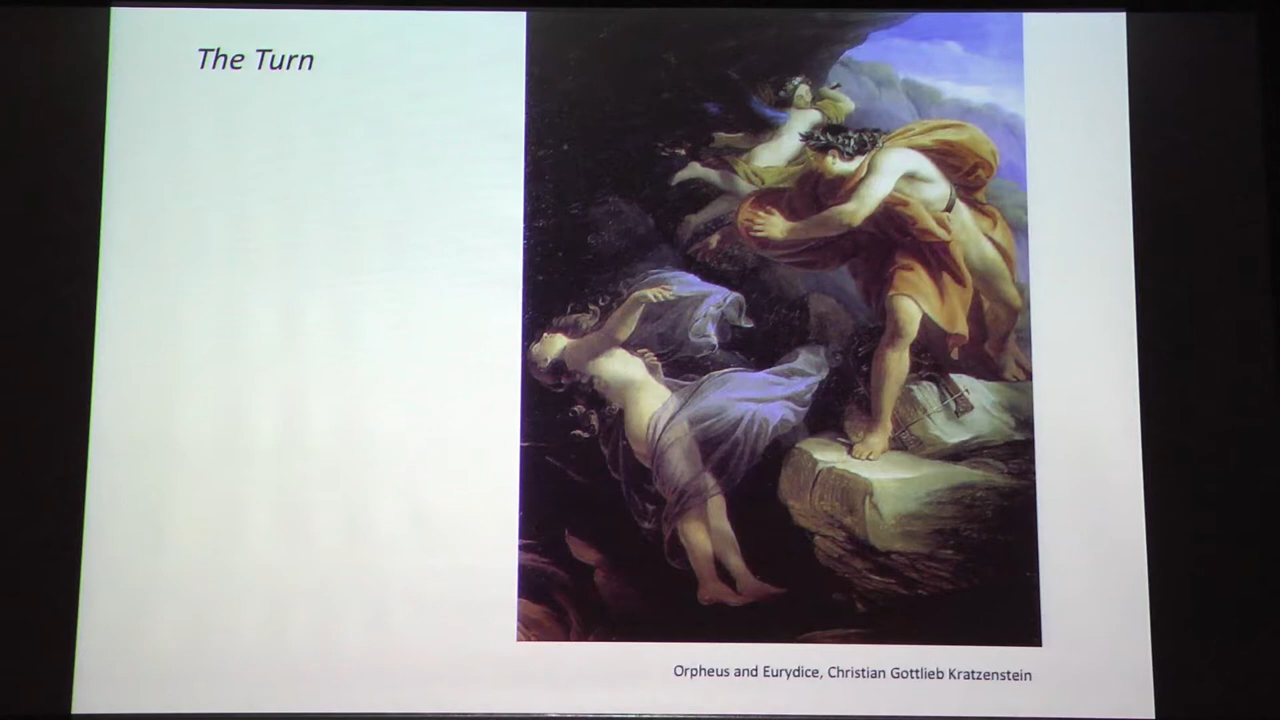 The Turn
Orpheus and Eurydice, Christian Gottlieb Kratzenstein